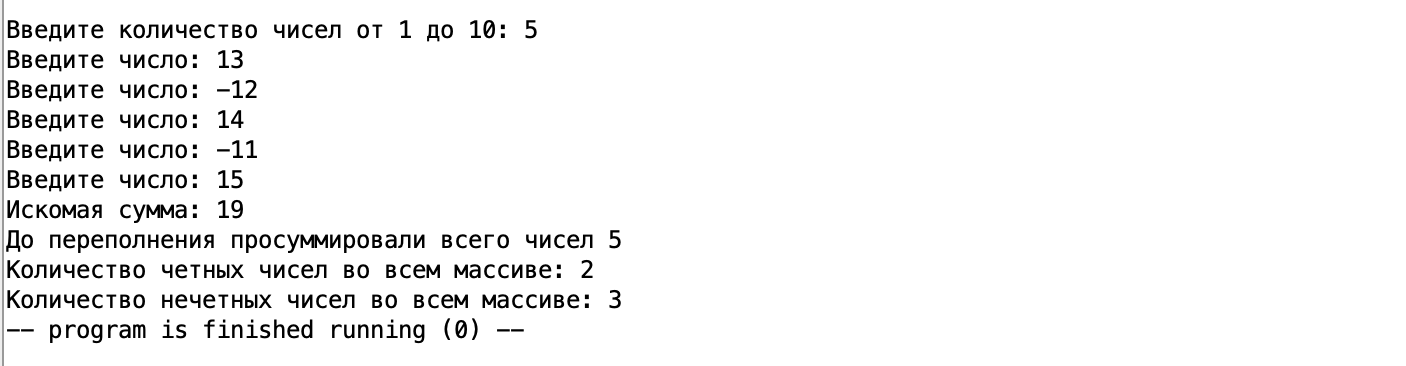 Введите количество чисел от 1 до 10: 5
Введите число: 13
Введите число: -12
Введите число: 14
Введите число: -11
Введите число: 15
Искомая сумма: 19
До переполнения просуммировали всего чисел 5
Количество четных чисел во всем массиве: 2
Количество нечетных чисел во всем массиве: 3
-- program is finished running (0) --